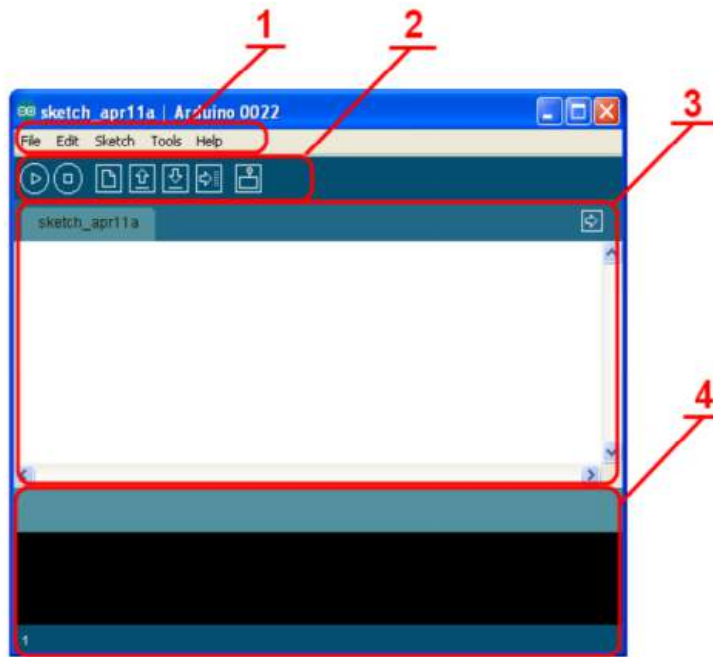 1
2
sketch_apr11a | Arduino 0022
3
File Edit Sketch Tools Help
sketch_apr11a
4
1